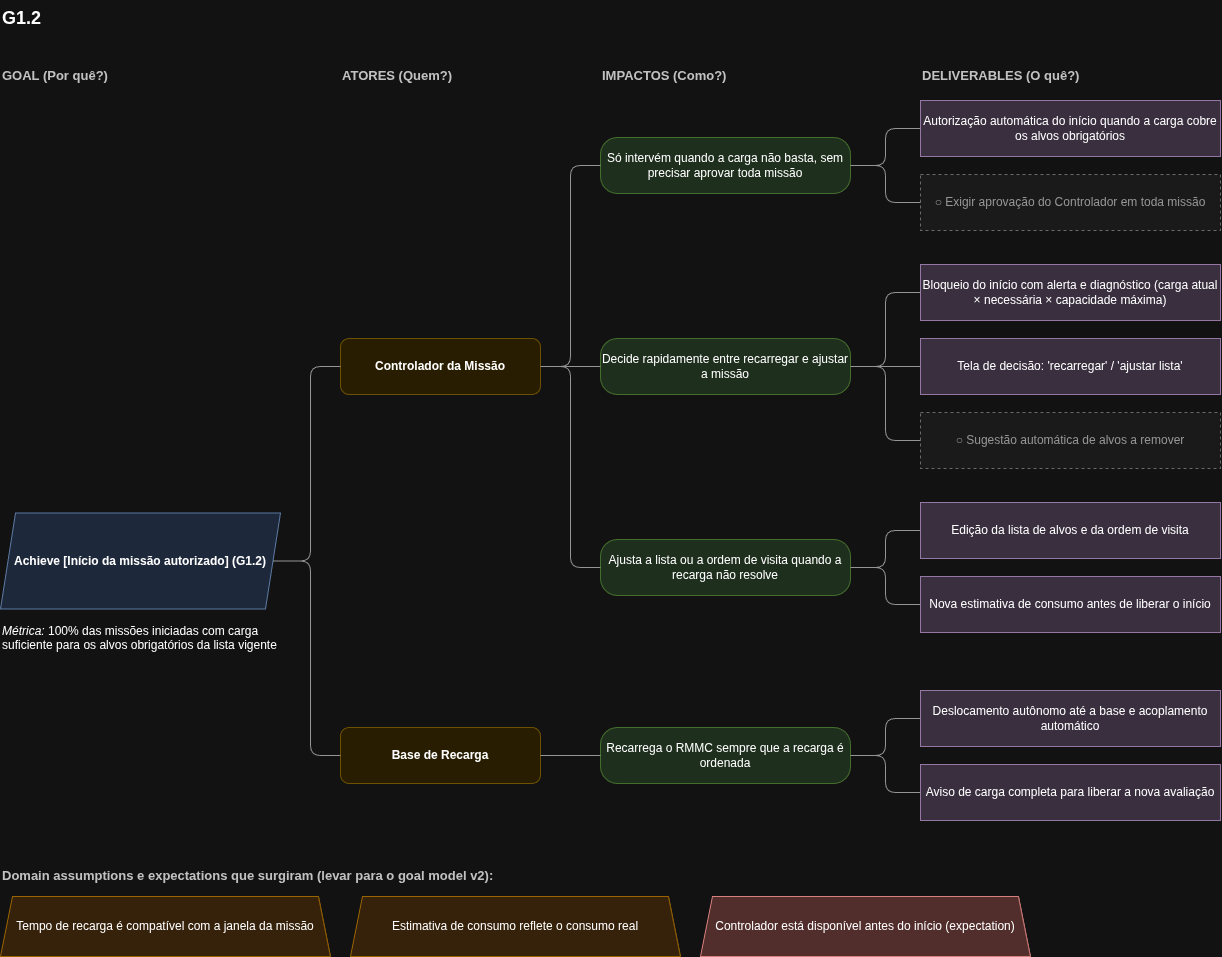 G1.2
GOAL (Por quê?)
ATORES (Quem?)
IMPACTOS (Como?)
DELIVERABLES (O quê?)
Autorização automática do início quando a carga cobre
os alvos obrigatórios
Só intervém quando a carga não basta, sem
precisar aprovar toda missão
○ Exigir aprovação do Controlador em toda missão
Bloqueio do início com alerta e diagnóstico (carga atual
× necessária × capacidade máxima)
Controlador da Missão
Decide rapidamente entre recarregar e ajustar
a missão
Tela de decisão: 'recarregar' / 'ajustar lista'
○ Sugestão automática de alvos a remover
Edição da lista de alvos e da ordem de visita
Achieve [Início da missão autorizado] (G1.2)
Ajusta a lista ou a ordem de visita quando a
recarga não resolve
Nova estimativa de consumo antes de liberar o início
Métrica: 100% das missões iniciadas com carga
suficiente para os alvos obrigatórios da lista vigente
Deslocamento autônomo até a base e acoplamento
automático
Base de Recarga
Recarrega o RMMC sempre que a recarga é
ordenada
Aviso de carga completa para liberar a nova avaliação
Domain assumptions e expectations que surgiram (levar para o goal model v2):
Tempo de recarga é compatível com a janela da missão
Estimativa de consumo reflete o consumo real
Controlador está disponível antes do início (expectation)